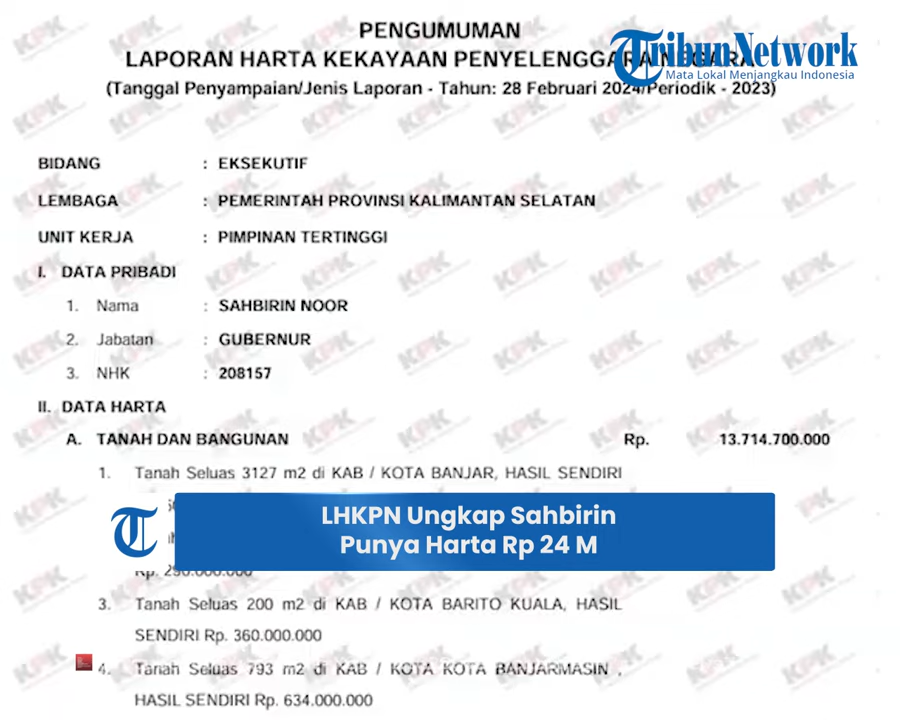 PENGUMUMAN
LAPORAN HARTA KEKAYAAN PENYELENGGARA NEGARA
TribunNetwork
Mata Lokal Menjangkau Indonesia
(Tanggal Penyampaian/Jenis Laporan - Tahun: 28 Februari 2024/Periodik - 2023)
BIDANG : EKSEKUTIF
LEMBAGA : PEMERINTAH PROVINSI KALIMANTAN SELATAN
UNIT KERJA : PIMPINAN TERTINGGI
I. DATA PRIBADI
1. Nama : SAHBIRIN NOOR
2. Jabatan : GUBERNUR
3. NHK : 208157
II. DATA HARTA
A. TANAH DAN BANGUNAN Rp. 13.714.700.000
1. Tanah Seluas 3127 m2 di KAB / KOTA BANJAR, HASIL SENDIRI
LHKPN Ungkap Sahbirin
Punya Harta Rp 24 M
3. Tanah Seluas 200 m2 di KAB / KOTA BARITO KUALA, HASIL
SENDIRI Rp. 360.000.000
4. Tanah Seluas 793 m2 di KAB / KOTA KOTA BANJARMASIN ,
HASIL SENDIRI Rp. 634.000.000
KPK